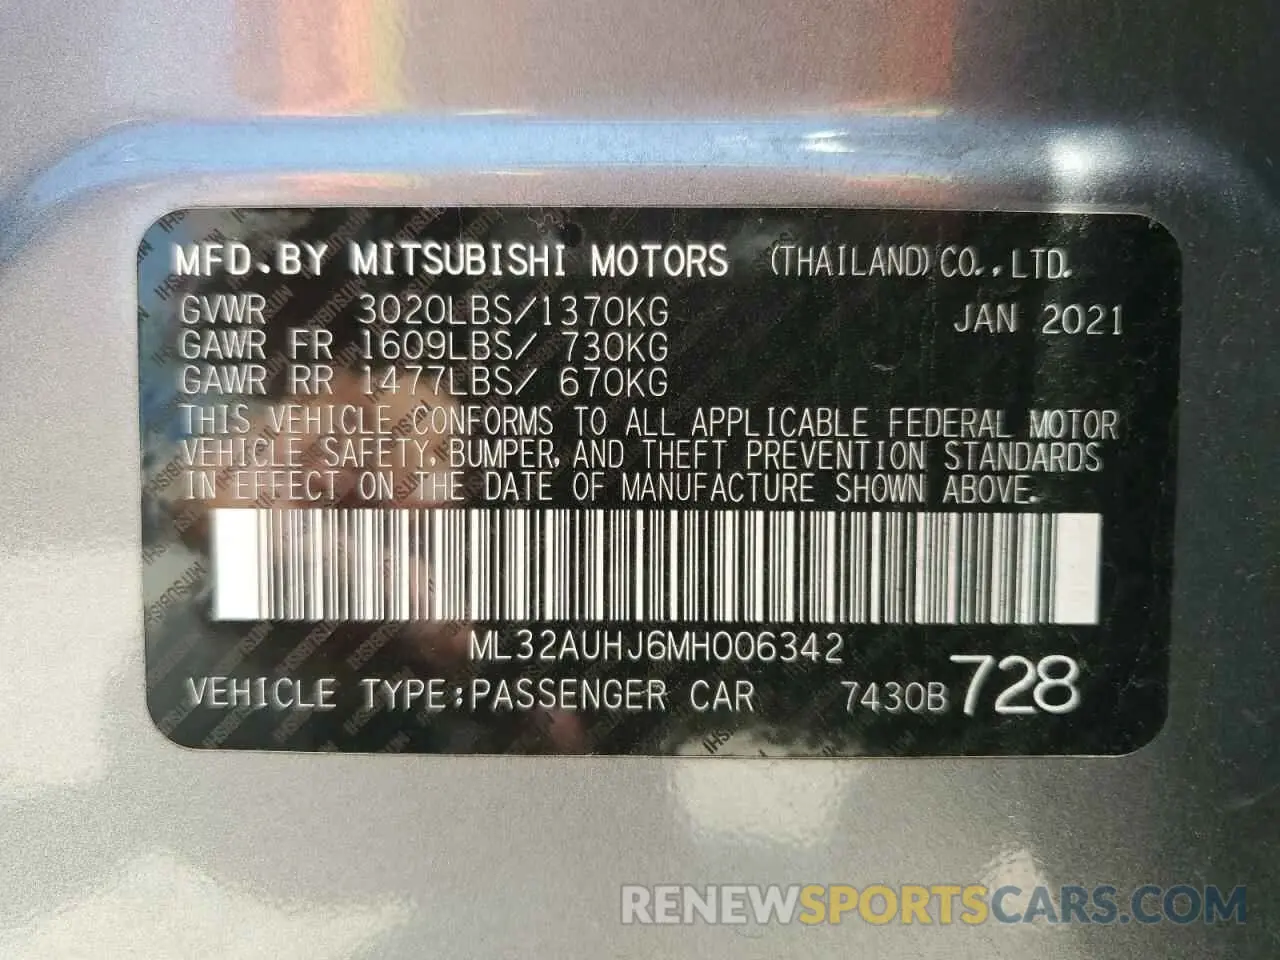 MFD.BY MITSUBISHI MOTORS (THAILAND) CO.,LTD.
GVWR 3020LBS/1370KG JAN 2021
GAWR FR 1609LBS/ 730KG
GAWR RR 1477LBS/ 670KG
THIS VEHICLE CONFORMS TO ALL APPLICABLE FEDERAL MOTOR
VEHICLE SAFETY, BUMPER, AND THEFT PREVENTION STANDARDS
IN EFFECT ON THE DATE OF MANUFACTURE SHOWN ABOVE.
ML32AUHJ6MH006342
VEHICLE TYPE:PASSENGER CAR 7430B 728
RENEWSPORTSCARS.COM